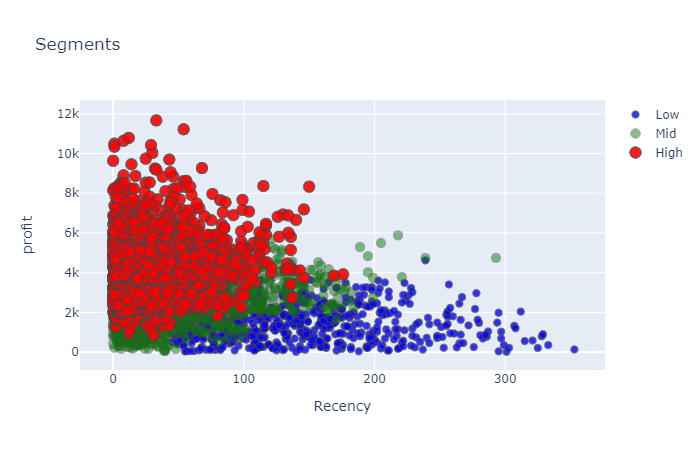 Segments
12k
10k
8k
6k
4k
2k
0
profit
0
100
200
300
Recency
Low
Mid
High